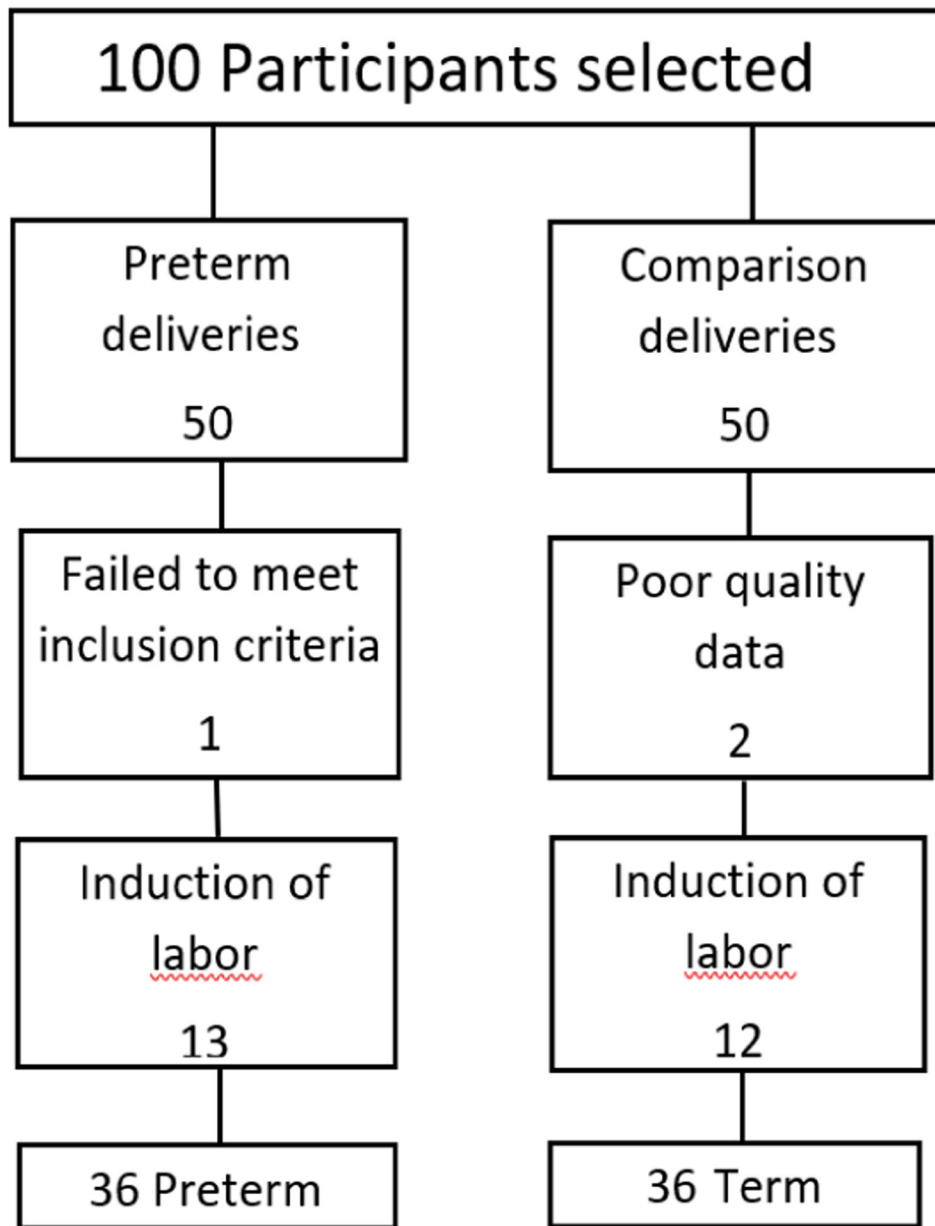 100 Participants selected
Preterm
deliveries
50
Failed to meet
inclusion criteria
1
Induction of
labor
13
36 Preterm
Comparison
deliveries
50
Poor quality
data
2
Induction of
labor
12
36 Term